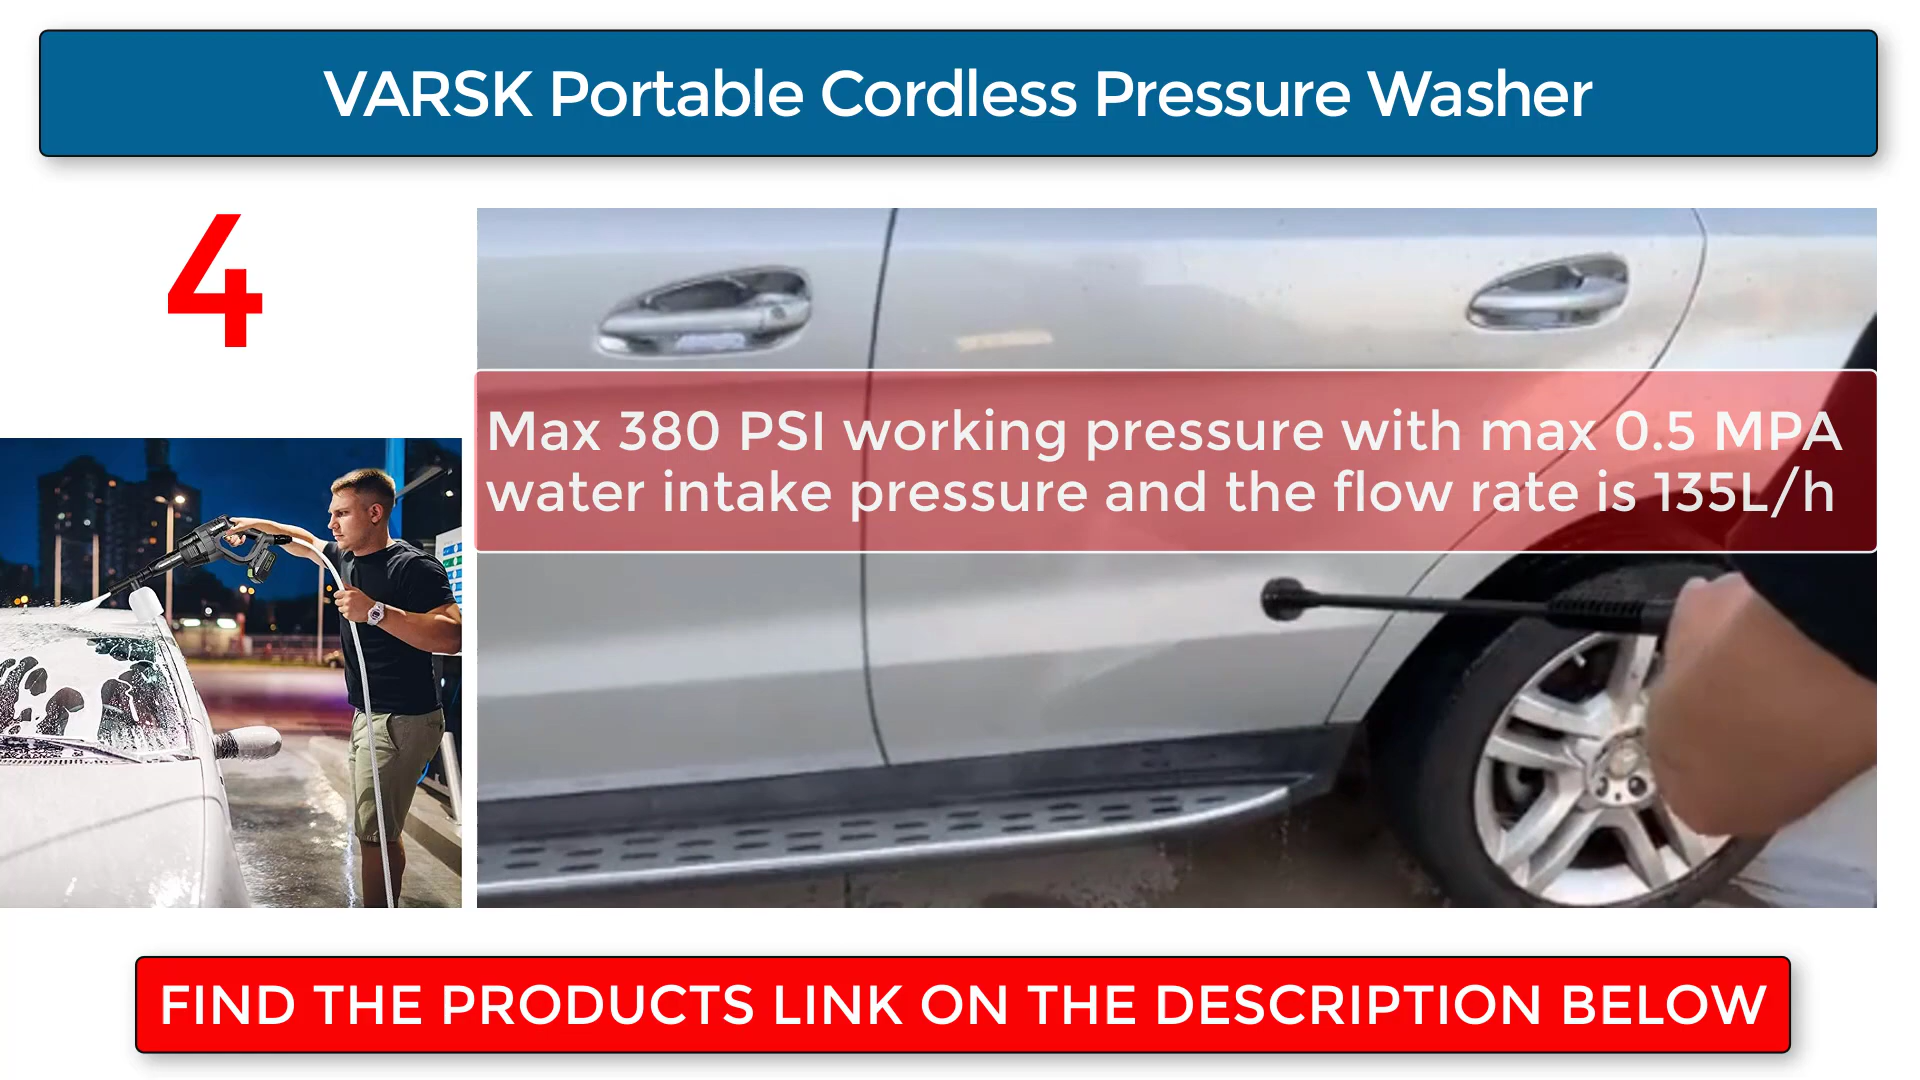 VARSK Portable Cordless Pressure Washer
4
Max 380 PSI working pressure with max 0.5 MPA
water intake pressure and the flow rate is 135L/h
FIND THE PRODUCTS LINK ON THE DESCRIPTION BELOW